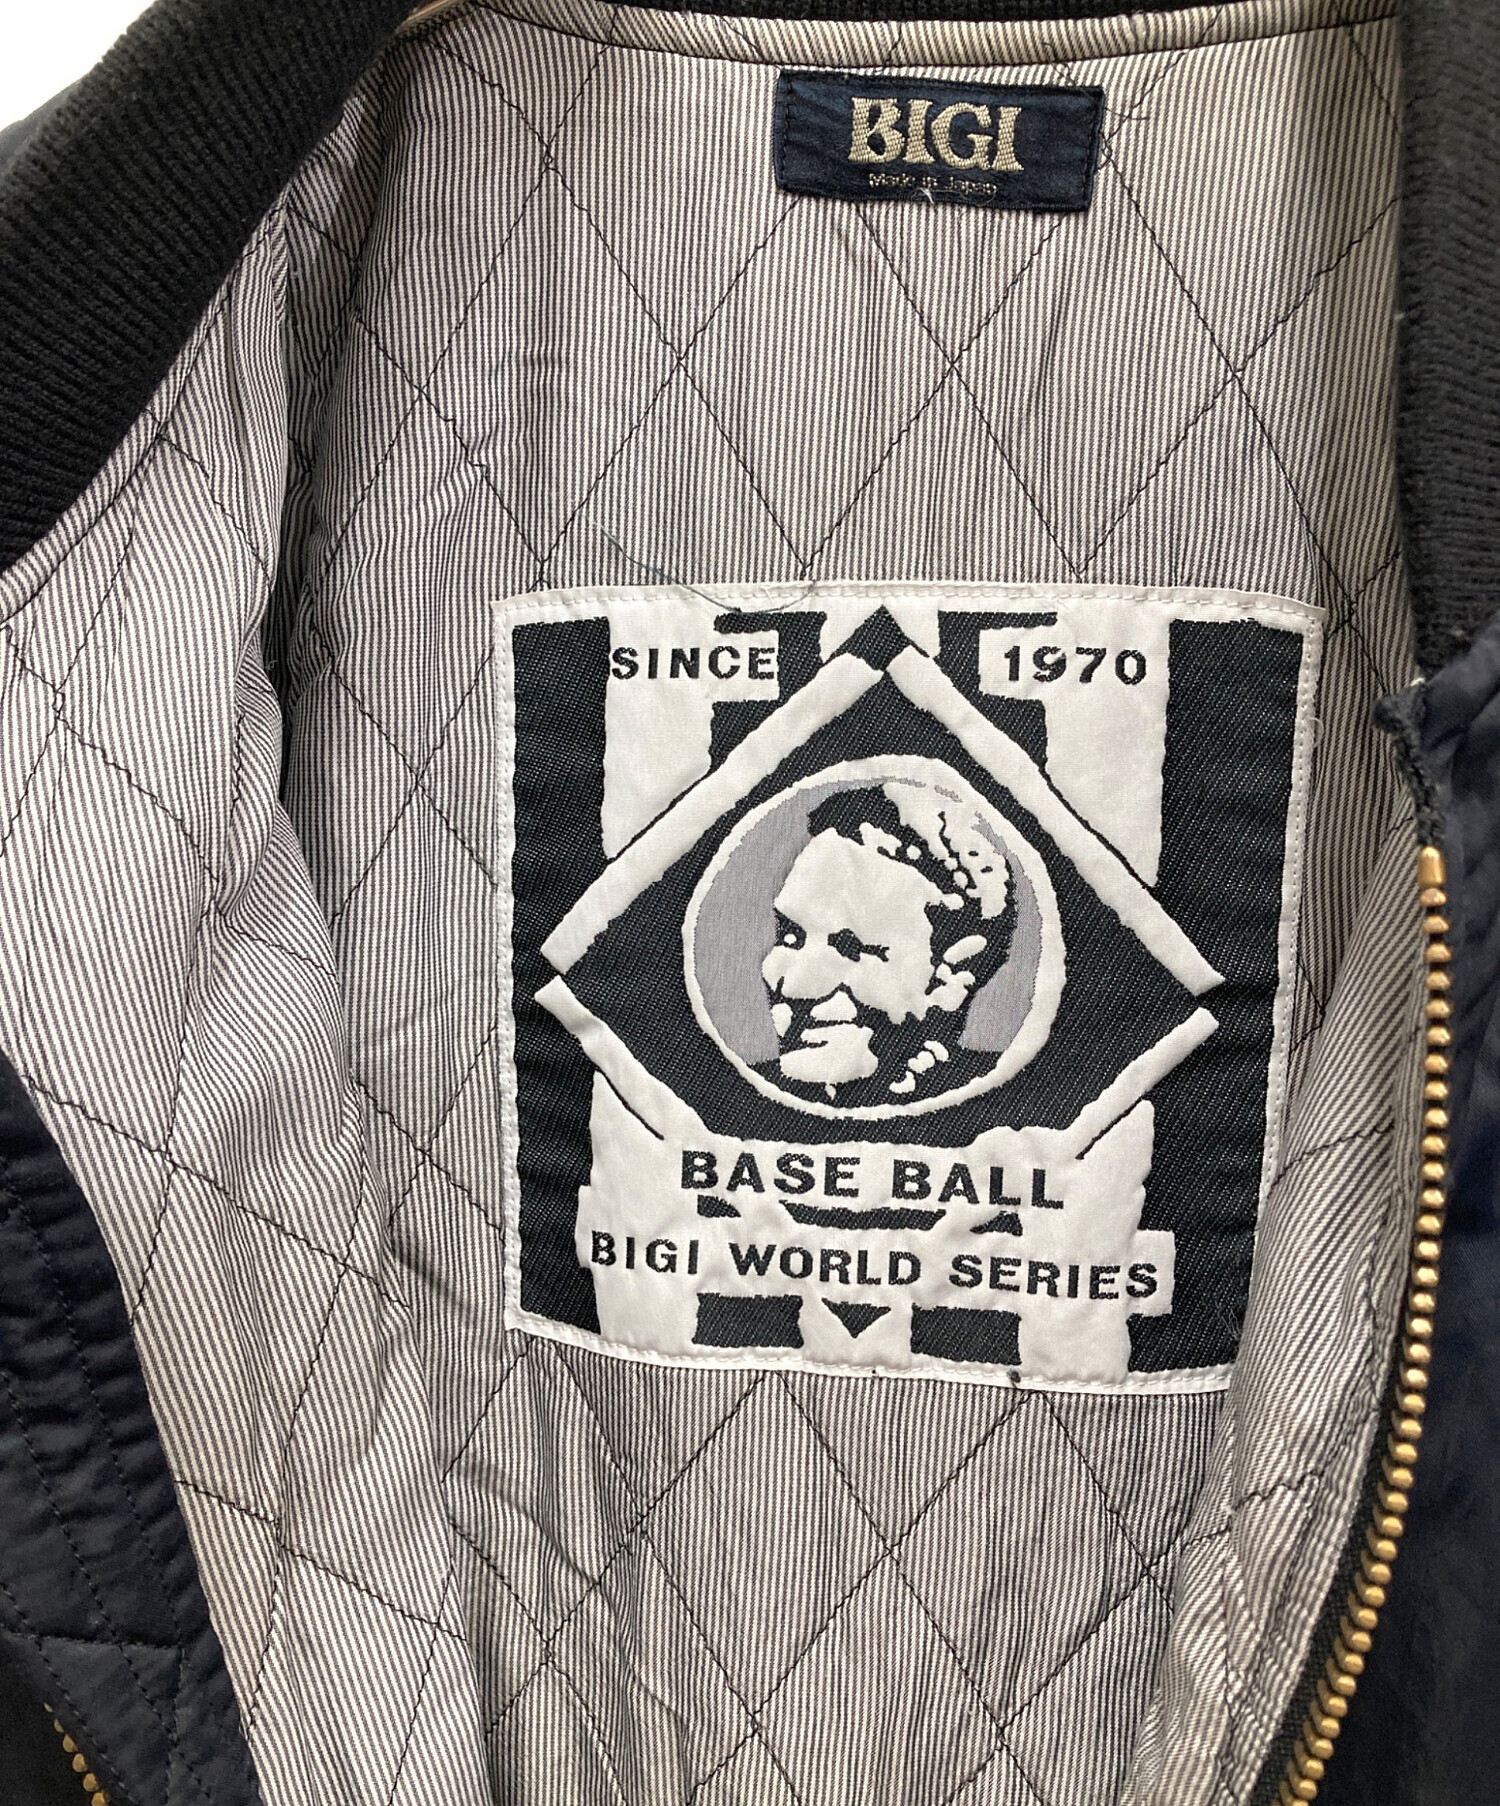 BIGI
Made in Japan
SINCE 1970
BASE BALL
BIGI WORLD SERIES